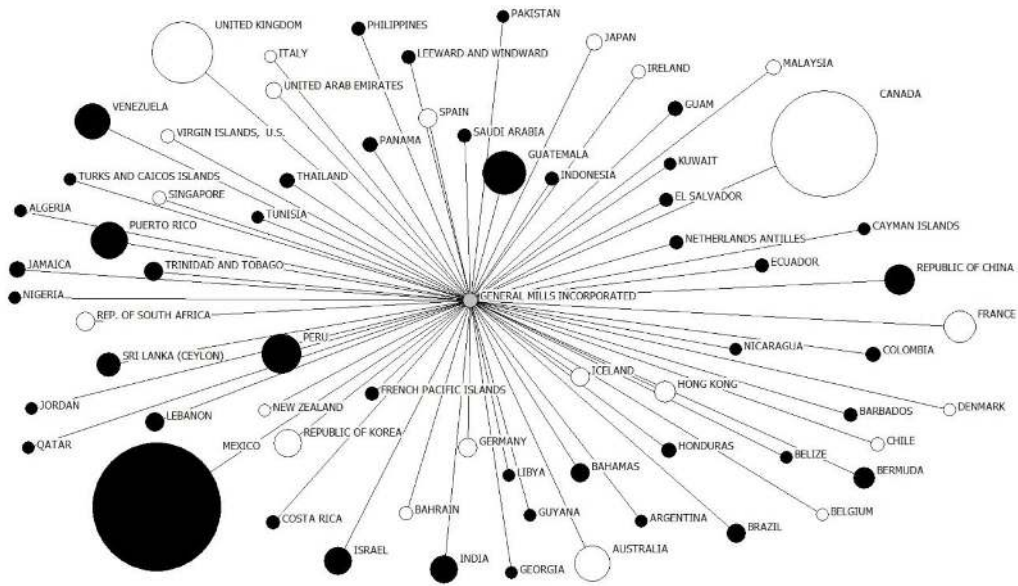 PAKISTAN
UNITED KINGDOM
PHILIPPINES
JAPAN
ITALY
LEEWARD AND WINDWARD
MALAYSIA
IRELAND
UNITED ARAB EMIRATES
CANADA
VENEZUELA
SPAIN
GUAM
VIRGIN ISLANDS, U.S.
PANAMA
SAUDI ARABIA
GUATEMALA
KUWAIT
TURKS AND CAICOS ISLANDS
THAILAND
INDONESIA
SINGAPORE
EL SALVADOR
ALGERIA
TUNISIA
PUERTO RICO
CAYMAN ISLANDS
NETHERLANDS ANTILLES
JAMAICA
TRINIDAD AND TOBAGO
ECUADOR
REPUBLIC OF CHINA
NIGERIA
GENERAL MILLS INCORPORATED
REP. OF SOUTH AFRICA
FRANCE
PERU
NICARAGUA
SRI LANKA (CEYLON)
COLOMBIA
ICELAND
HONG KONG
FRENCH PACIFIC ISLANDS
JORDAN
NEW ZEALAND
DENMARK
LEBANON
BARBADOS
REPUBLIC OF KOREA
QATAR
MEXICO
GERMANY
HONDURAS
CHILE
BELIZE
LIBYA
BAHAMAS
BERMUDA
BAHRAIN
GUYANA
BELGIUM
COSTA RICA
ARGENTINA
BRAZIL
ISRAEL
INDIA
AUSTRALIA
GEORGIA